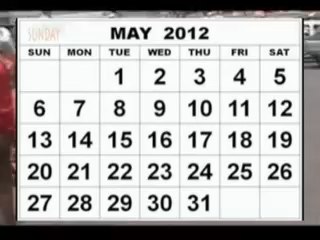 SUNDAY
MAY 2012
SUN MON TUE WED THU FRI SAT
1 2 3 4 5
6 7 8 9 10 11 12
13 14 15 16 17 18 19
20 21 22 23 24 25 26
27 28 29 30 31